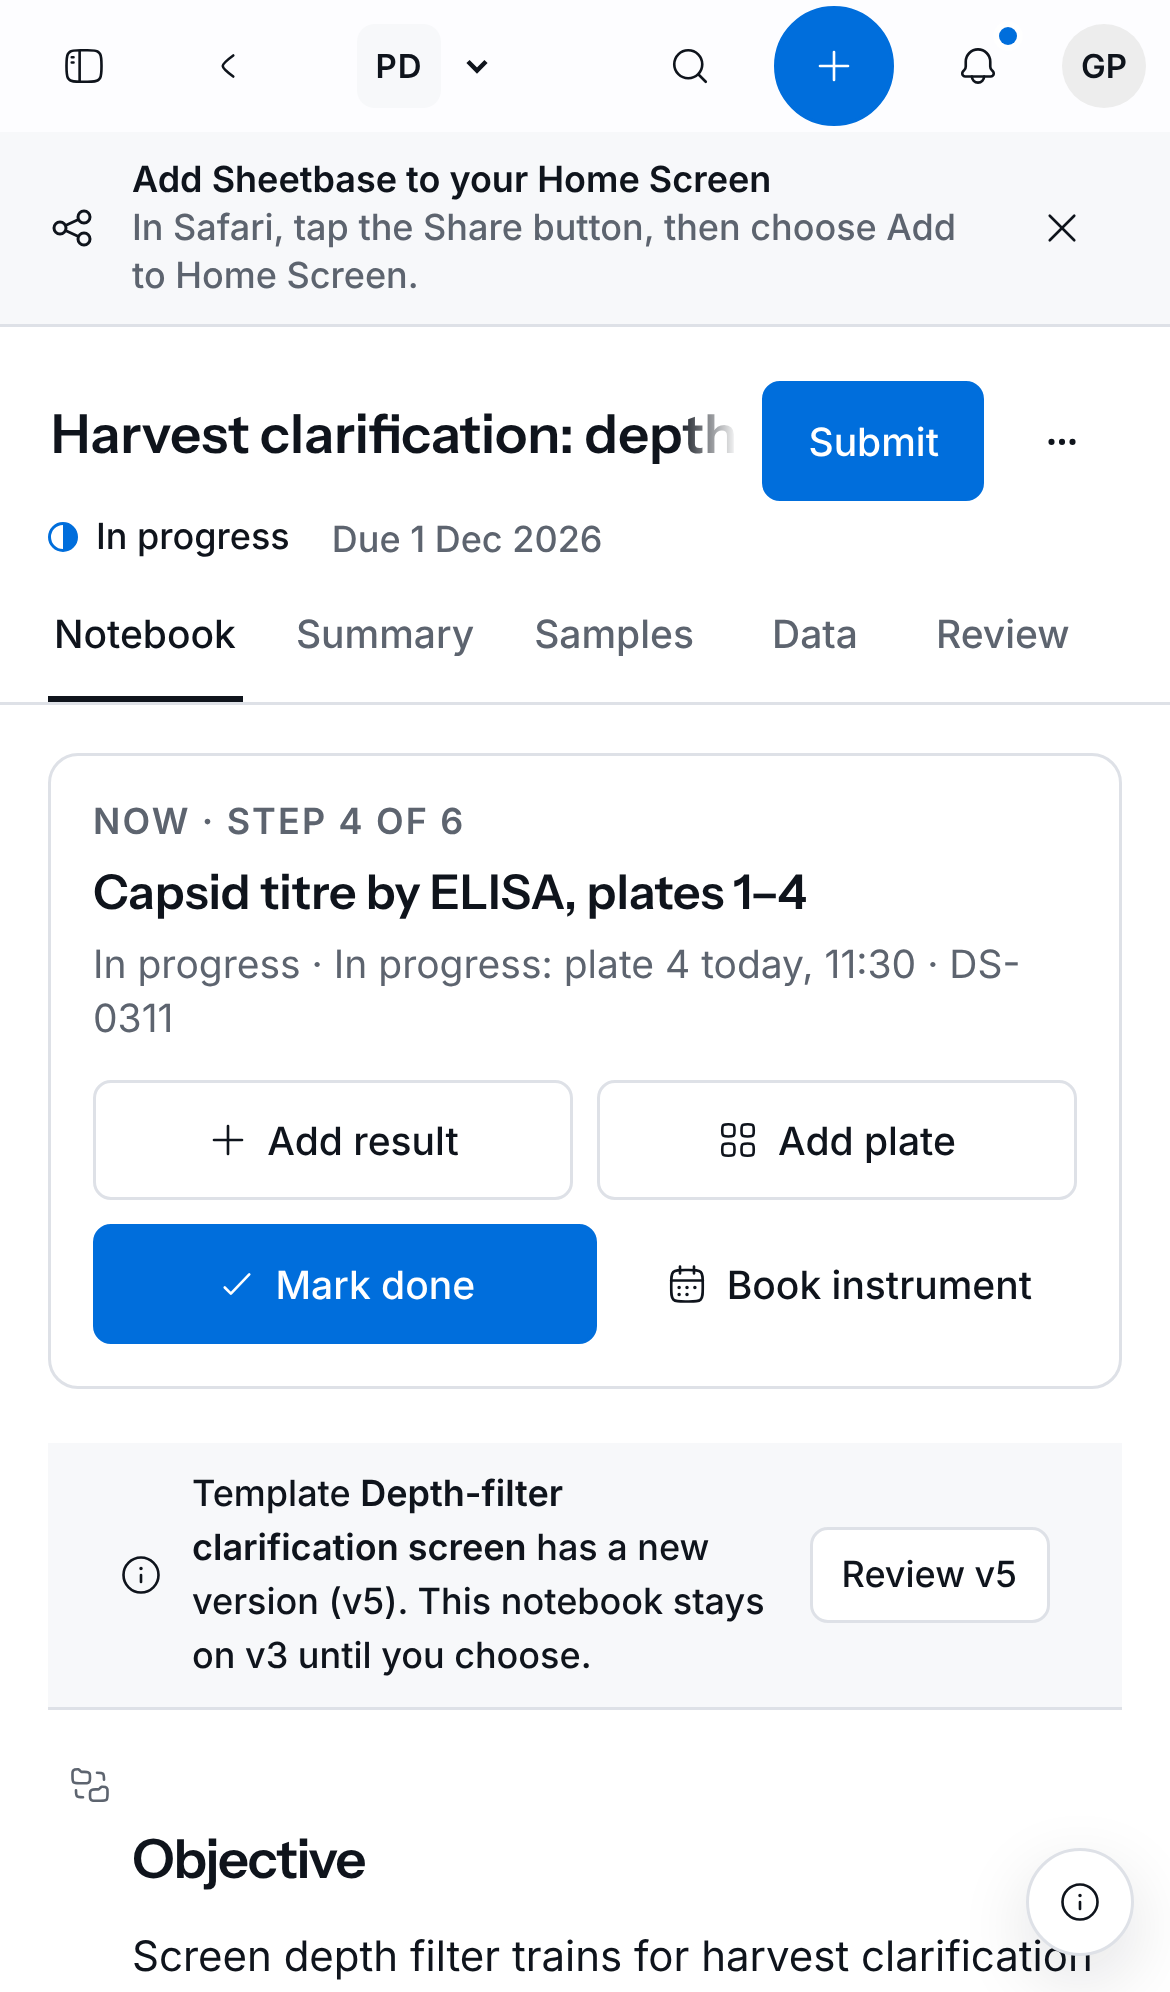 PD
GP
Add Sheetbase to your Home Screen
In Safari, tap the Share button, then choose Add
to Home Screen.
Harvest clarification: depth
Submit
In progress
Due 1 Dec 2026
Notebook
Summary
Samples
Data
Review
NOW · STEP 4 OF 6
Capsid titre by ELISA, plates 1–4
In progress · In progress: plate 4 today, 11:30 · DS-
0311
Add result
Add plate
Mark done
Book instrument
Template Depth-filter
clarification screen has a new
version (v5). This notebook stays
on v3 until you choose.
Review v5
Objective
Screen depth filter trains for harvest clarification